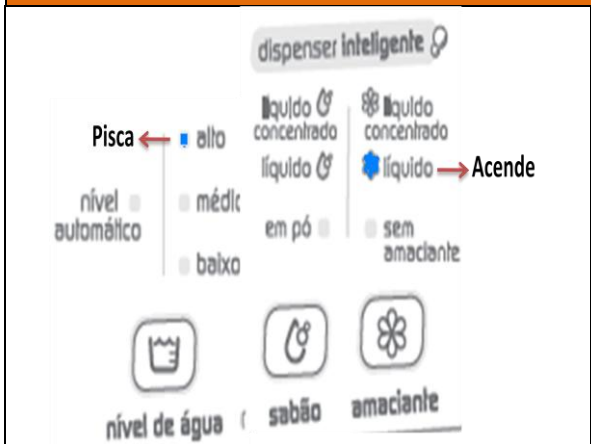 dispenser inteligente
líquido concentrado
líquido concentrado
Pisca
alto
líquido
líquido
Acende
nível automático
médio
em pó
sem amaciante
baixo
nível de água
sabão
amaciante